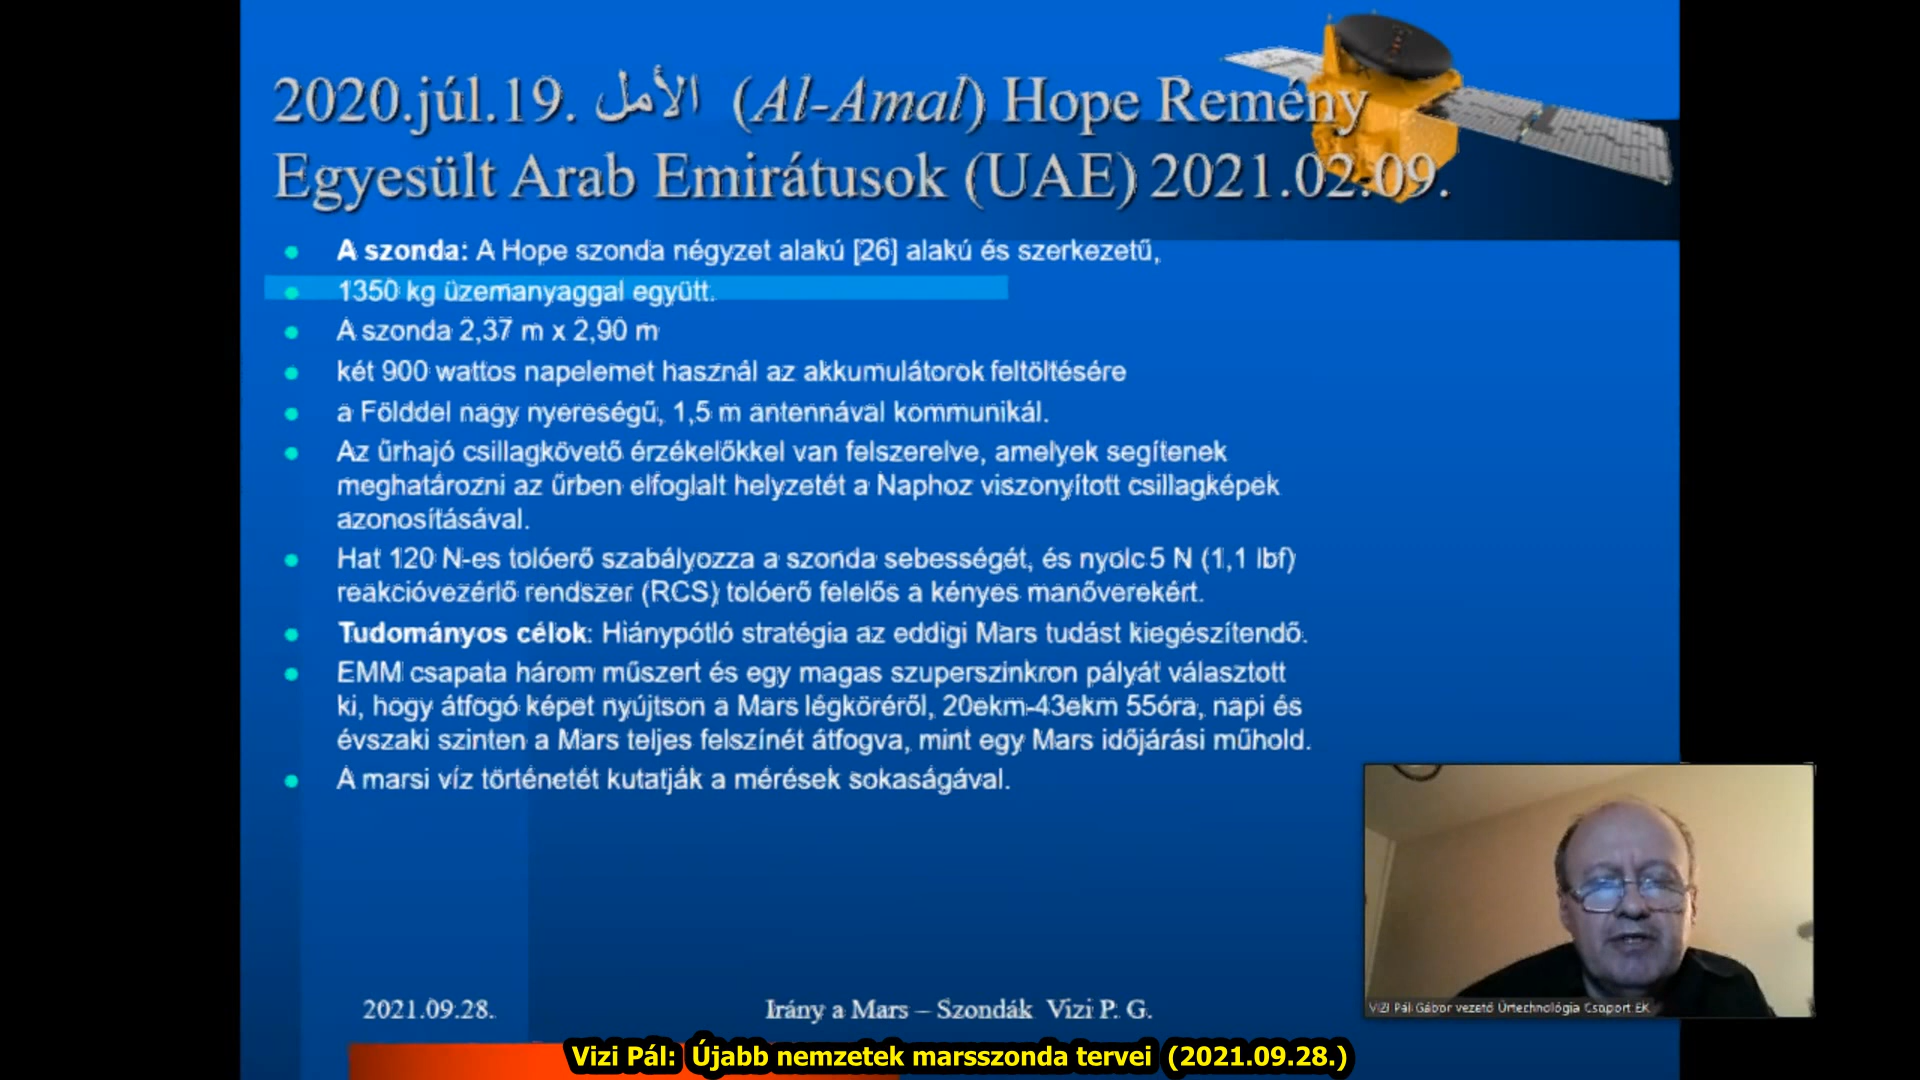 2020.júl.19. الأمل (Al-Amal) Hope Remény
Egyesült Arab Emirátusok (UAE) 2021.02.09.
A szonda: A Hope szonda négyzet alakú [26] alakú és szerkezetű,
1350 kg üzemanyaggal együtt.
A szonda 2,37 m x 2,90 m
két 900 wattos napelemet használ az akkumulátorok feltöltésére
a Földdel nagy nyereségű, 1,5 m antennával kommunikál.
Az űrhajó csillagkövető érzékelőkkel van felszerelve, amelyek segítenek
meghatározni az űrben elfoglalt helyzetét a Naphoz viszonyított csillagképek
azonosításával.
Hat 120 N-es tolóerő szabályozza a szonda sebességét, és nyolc 5 N (1,1 lbf)
reakcióvezérlő rendszer (RCS) tolóerő felelős a kényes manőverekért.
Tudományos célok: Hiánypótló stratégia az eddigi Mars tudást kiegészítendő.
EMM csapata három műszert és egy magas szuperszinkron pályát választott
ki, hogy átfogó képet nyújtson a Mars légköréről, 20ekm-43ekm 55óra, napi és
évszaki szinten a Mars teljes felszínét átfogva, mint egy Mars időjárási műhold.
A marsi víz történetét kutatják a mérések sokaságával.
VIZI Pál Gábor vezető Űrtechnológia Csoport EK
2021.09.28. Irány a Mars – Szondák Vizi P. G.
Vizi Pál: Újabb nemzetek marsszonda tervei (2021.09.28.)